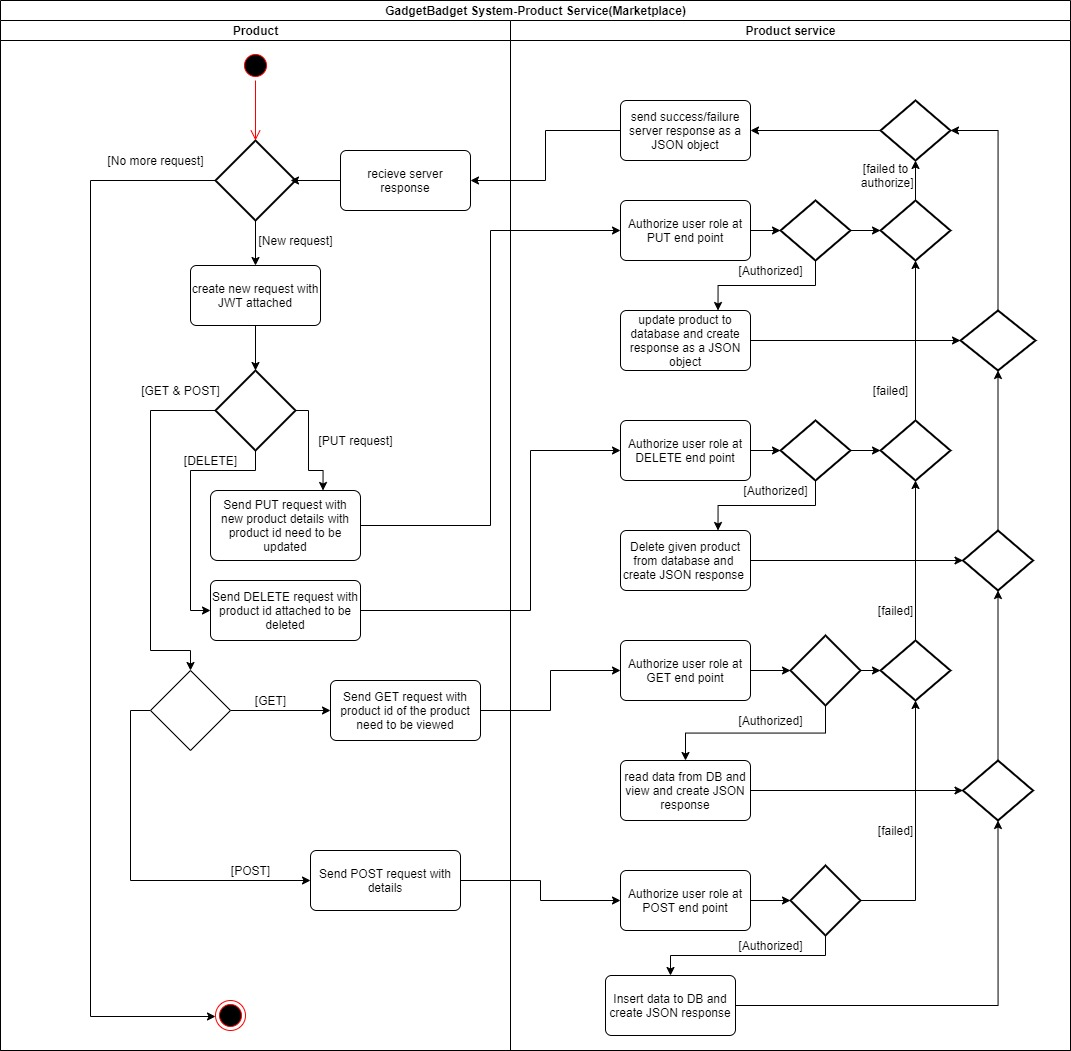 GadgetBadget System-Product Service(Marketplace)
Product
Product service
send success/failure
server response as a
JSON object
[No more request]
recieve server
response
[failed to
authorize]
Authorize user role at
PUT end point
[New request]
[Authorized]
create new request with
JWT attached
update product to
database and create
response as a JSON
object
[GET & POST]
[failed]
[PUT request]
Authorize user role at
DELETE end point
[DELETE]
[Authorized]
Send PUT request with
new product details with
product id need to be
updated
Delete given product
from database and
create JSON response
Send DELETE request with
product id attached to be
deleted
[failed]
Authorize user role at
GET end point
[GET]
Send GET request with
product id of the product
need to be viewed
[Authorized]
read data from DB and
view and create JSON
response
[failed]
[POST]
Send POST request with
details
Authorize user role at
POST end point
[Authorized]
Insert data to DB and
create JSON response